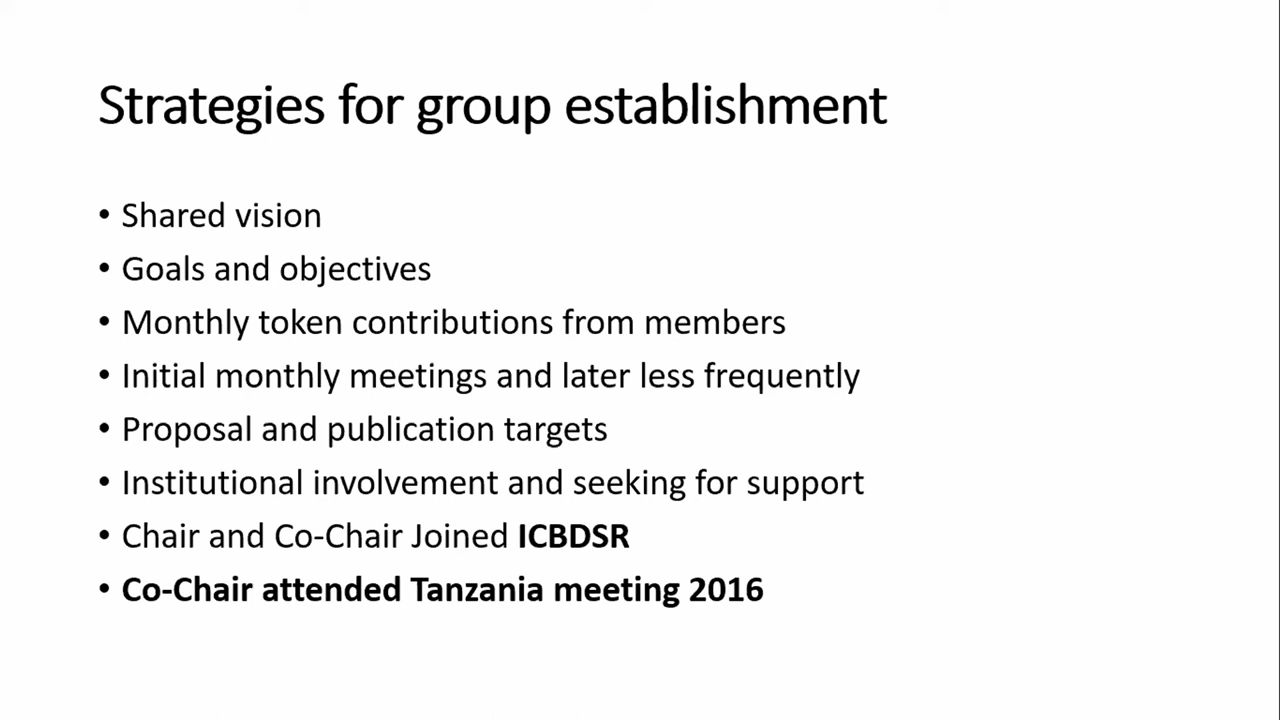 Strategies for group establishment
• Shared vision
• Goals and objectives
• Monthly token contributions from members
• Initial monthly meetings and later less frequently
• Proposal and publication targets
• Institutional involvement and seeking for support
• Chair and Co-Chair Joined ICBDSR
• Co-Chair attended Tanzania meeting 2016